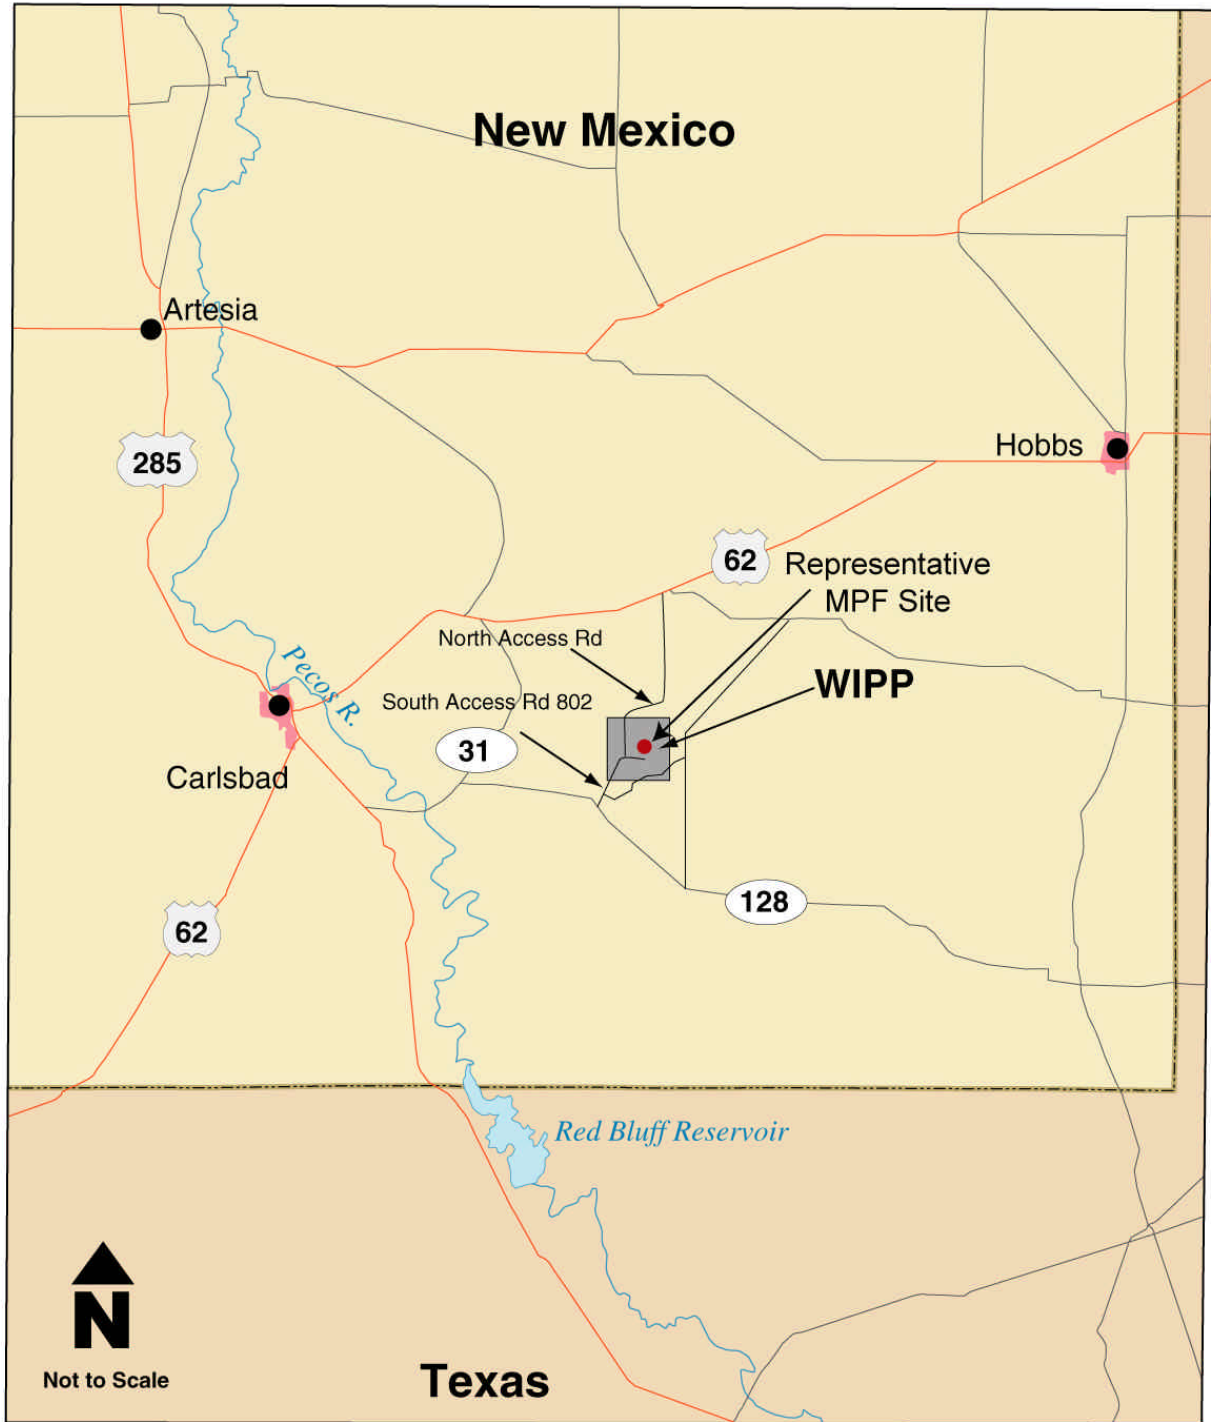 New Mexico
Artesia
285
Hobbs
62
Representative
MPF Site
North Access Rd
Pecos R.
WIPP
South Access Rd 802
31
Carlsbad
128
62
Red Bluff Reservoir
N
Not to Scale
Texas